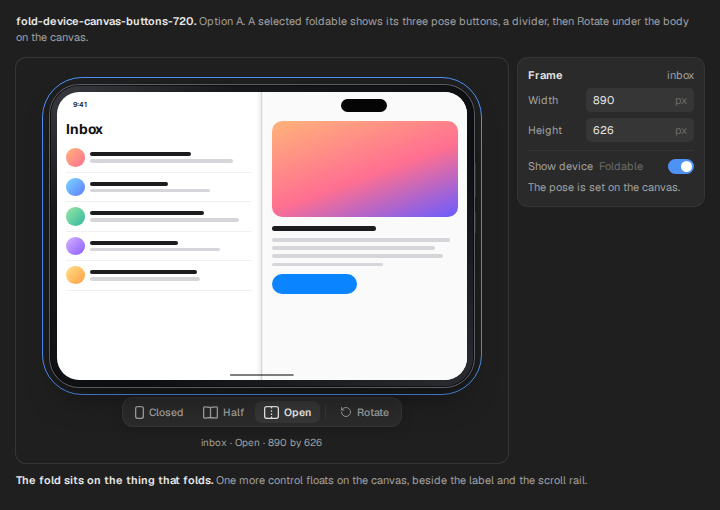 fold-device-canvas-buttons-720. Option A. A selected foldable shows its three pose buttons, a divider, then Rotate under the body
on the canvas.
9:41
Inbox
Closed Half Open Rotate
inbox · Open · 890 by 626
Frame inbox
Width 890 px
Height 626 px
Show device Foldable
The pose is set on the canvas.
The fold sits on the thing that folds. One more control floats on the canvas, beside the label and the scroll rail.